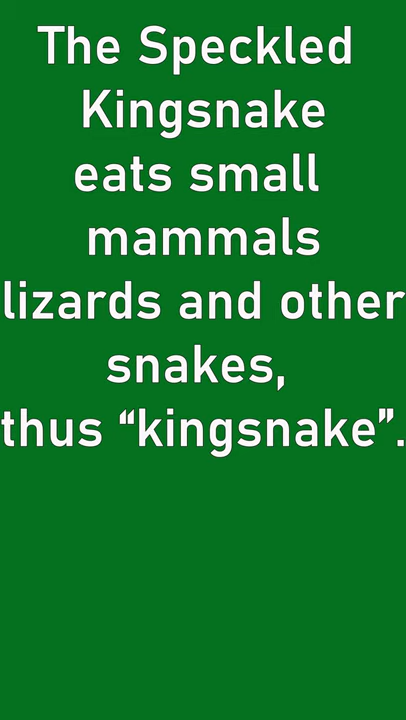 The Speckled
Kingsnake
eats small
mammals
lizards and other
snakes,
thus “kingsnake”.